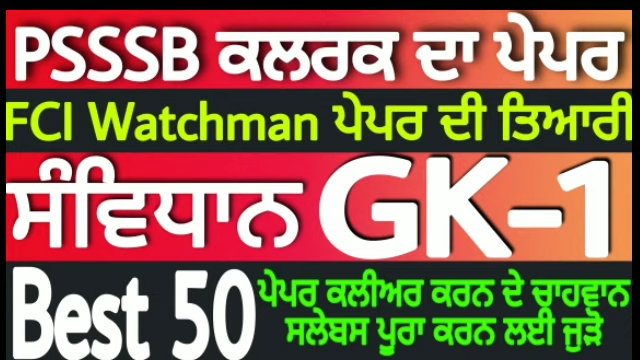 PSSSB ਕਲਰਕ ਦਾ ਪੇਪਰ
FCI Watchman ਪੇਪਰ ਦੀ ਤਿਆਰੀ
ਸੰਵਿਧਾਨ GK-1
Best 50 ਪੇਪਰ ਕਲੀਅਰ ਕਰਨ ਦੇ ਚਾਹਵਾਨ
ਸਲੇਬਸ ਪੂਰਾ ਕਰਨ ਲਈ ਜੁੜੋ